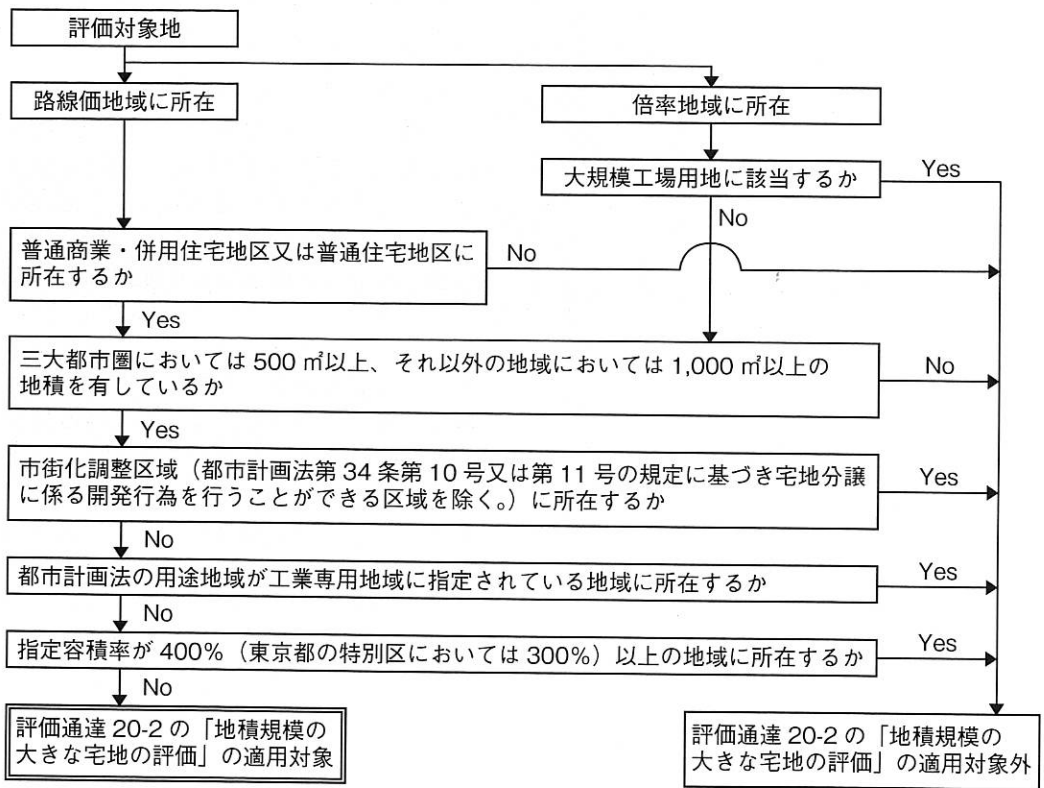 評価対象地
路線価地域に所在
倍率地域に所在
大規模工場用地に該当するか
Yes
No
普通商業・併用住宅地区又は普通住宅地区に
所在するか
No
Yes
三大都市圏においては 500 ㎡以上、それ以外の地域においては 1,000 ㎡以上の
地積を有しているか
No
Yes
市街化調整区域（都市計画法第 34 条第 10 号又は第 11 号の規定に基づき宅地分譲
に係る開発行為を行うことができる区域を除く。）に所在するか
Yes
No
都市計画法の用途地域が工業専用地域に指定されている地域に所在するか
Yes
No
指定容積率が 400%（東京都の特別区においては 300%）以上の地域に所在するか
Yes
No
評価通達 20-2 の「地積規模の
大きな宅地の評価」の適用対象
評価通達 20-2 の「地積規模の
大きな宅地の評価」の適用対象外